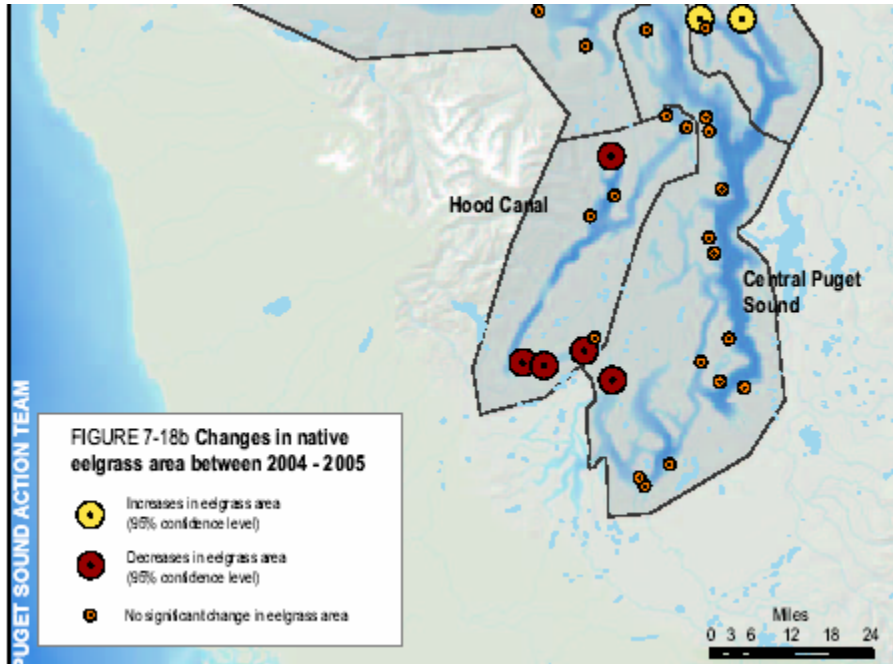 Hood Canal
Central Puget
Sound
PUGET SOUND ACTION TEAM
FIGURE 7-18b Changes in native
eelgrass area between 2004 - 2005
Increases in eelgrass area
(95% confidence level)
Decreases in eelgrass area
(95% confidence level)
No significant change in eelgrass area
Miles
0 3 6 12 18 24